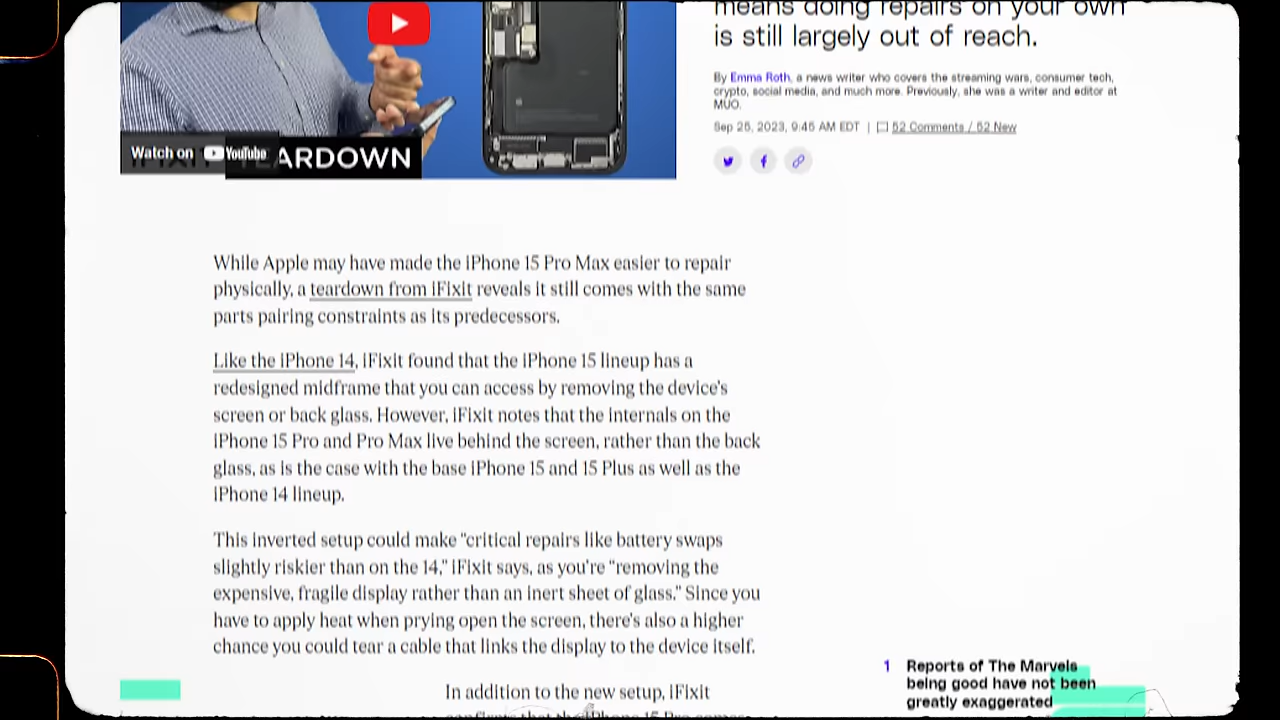 means doing repairs on your own
is still largely out of reach.
By Emma Roth, a news writer who covers the streaming wars, consumer tech,
crypto, social media, and much more. Previously, she was a writer and editor at
MUO.
Sep 25, 2023, 9:45 AM EDT | 52 Comments / 52 New
Watch on YouTube
ARDOWN
While Apple may have made the iPhone 15 Pro Max easier to repair
physically, a teardown from iFixit reveals it still comes with the same
parts pairing constraints as its predecessors.
Like the iPhone 14, iFixit found that the iPhone 15 lineup has a
redesigned midframe that you can access by removing the device's
screen or back glass. However, iFixit notes that the internals on the
iPhone 15 Pro and Pro Max live behind the screen, rather than the back
glass, as is the case with the base iPhone 15 and 15 Plus as well as the
iPhone 14 lineup.
This inverted setup could make "critical repairs like battery swaps
slightly riskier than on the 14," iFixit says, as you're "removing the
expensive, fragile display rather than an inert sheet of glass." Since you
have to apply heat when prying open the screen, there's also a higher
chance you could tear a cable that links the display to the device itself.
In addition to the new setup, iFixit
confirms that the iPhone 15 Pro comes
1 Reports of The Marvels
being good have not been
greatly exaggerated